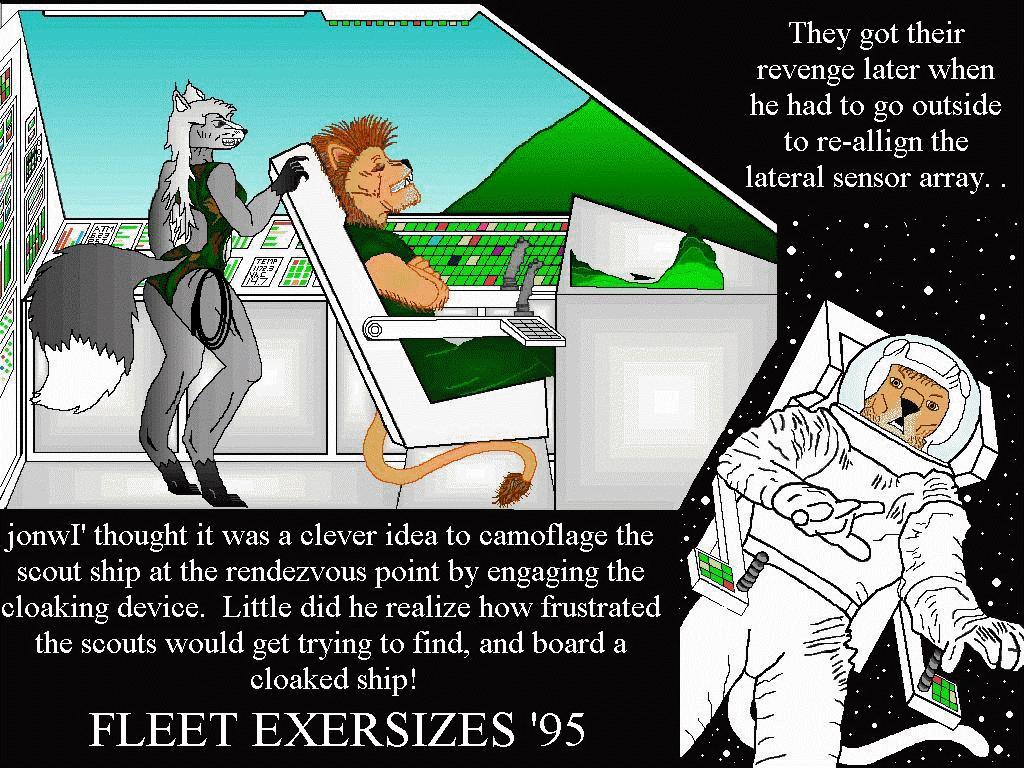 They got their
revenge later when
he had to go outside
to re-allign the
lateral sensor array. .
TEMP
jonwI' thought it was a clever idea to camoflage the
scout ship at the rendezvous point by engaging the
cloaking device.  Little did he realize how frustrated
the scouts would get trying to find, and board a
cloaked ship!
FLEET EXERSIZES '95